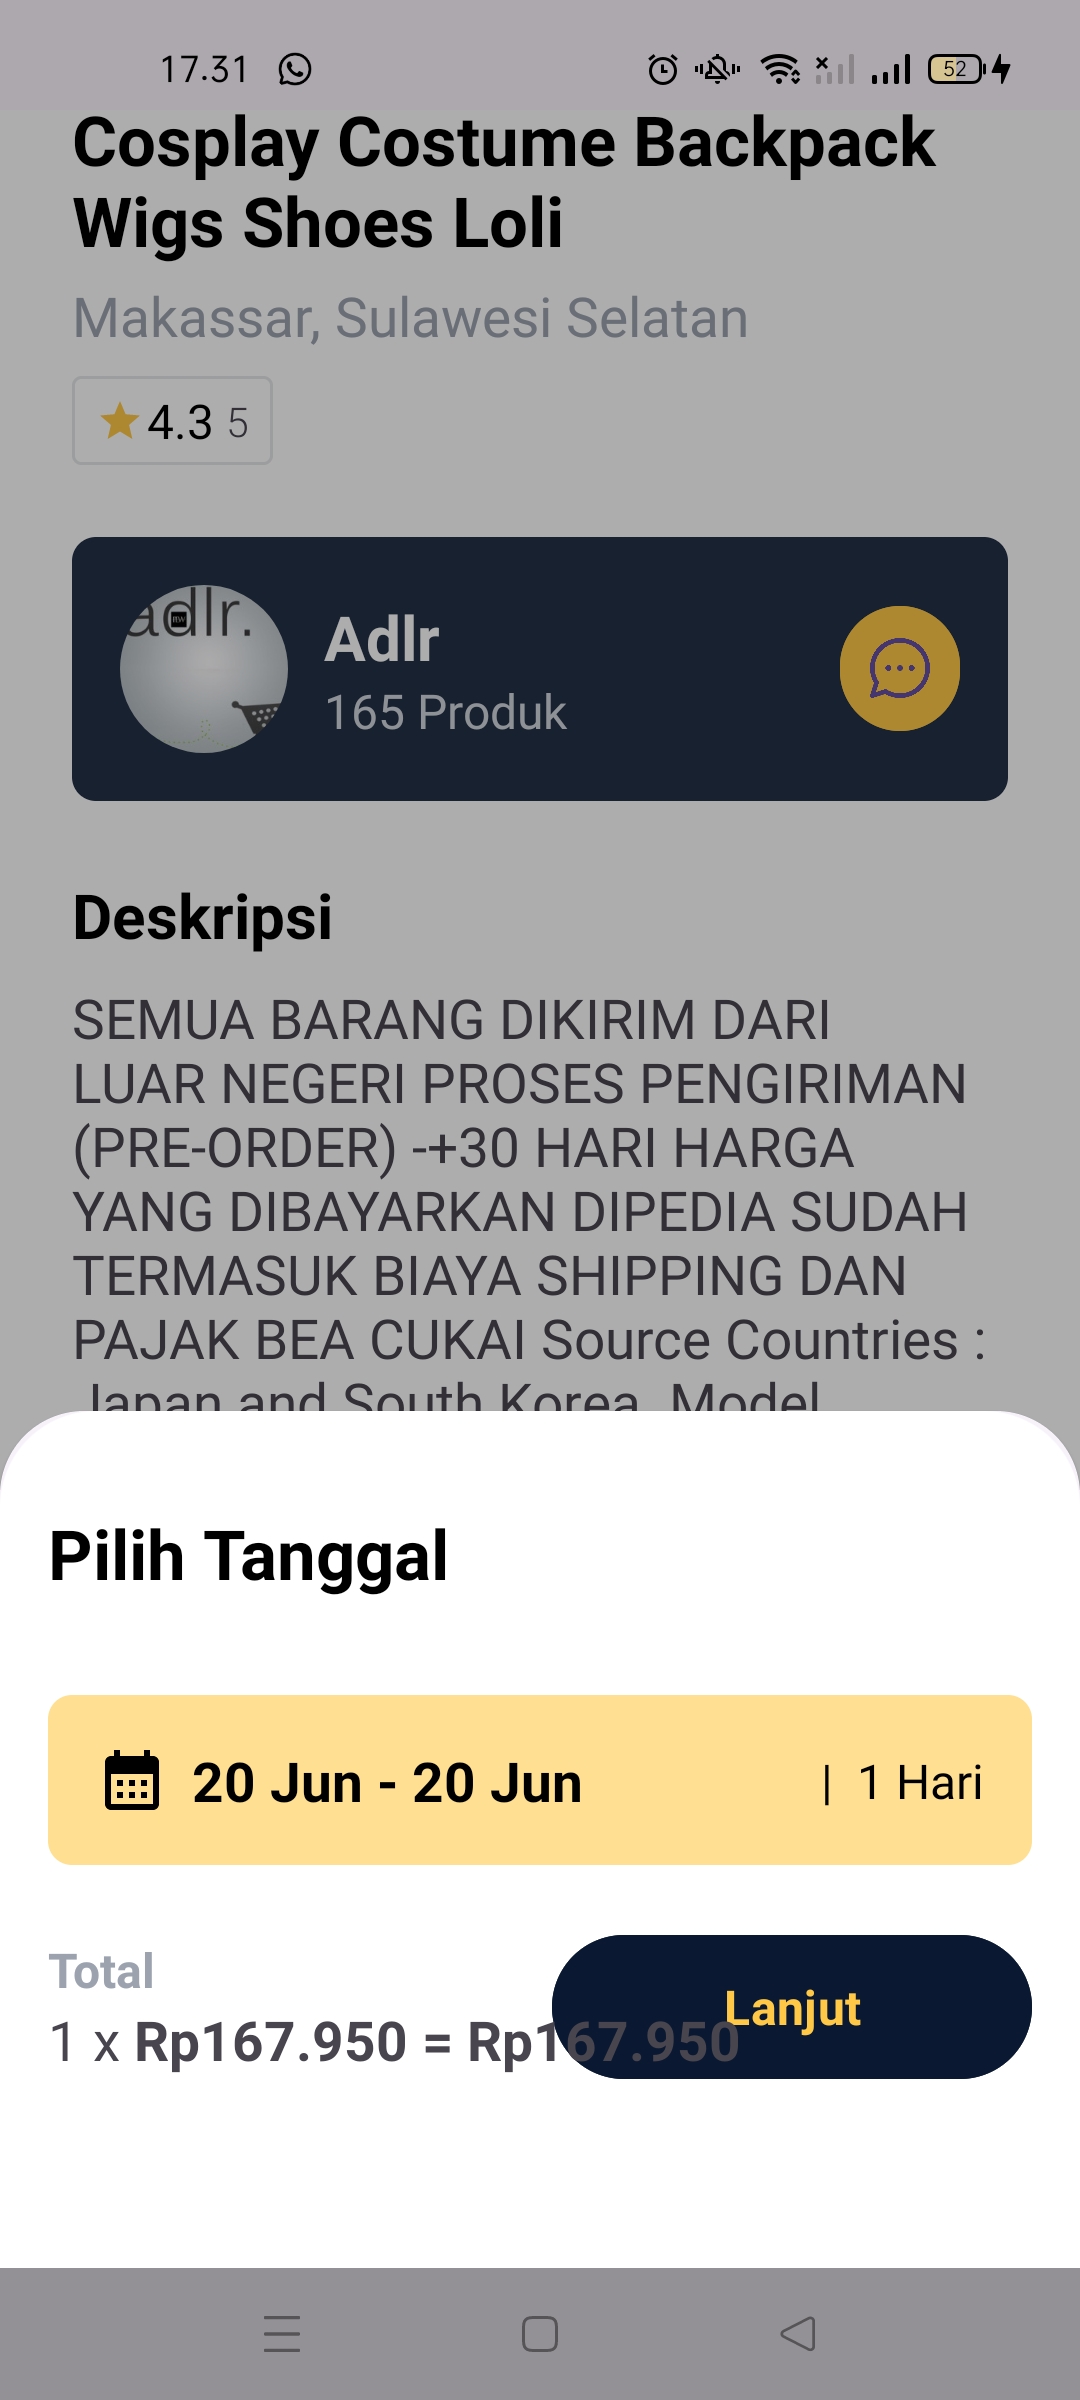 17.31
52
Cosplay Costume Backpack
Wigs Shoes Loli
Makassar, Sulawesi Selatan
4.3 5
adlr.
Adlr
165 Produk
Deskripsi
SEMUA BARANG DIKIRIM DARI
LUAR NEGERI PROSES PENGIRIMAN
(PRE-ORDER) -+30 HARI HARGA
YANG DIBAYARKAN DIPEDIA SUDAH
TERMASUK BIAYA SHIPPING DAN
PAJAK BEA CUKAI Source Countries :
Japan and South Korea Model
Pilih Tanggal
20 Jun - 20 Jun | 1 Hari
Total
1 x Rp167.950 = Rp167.950
Lanjut